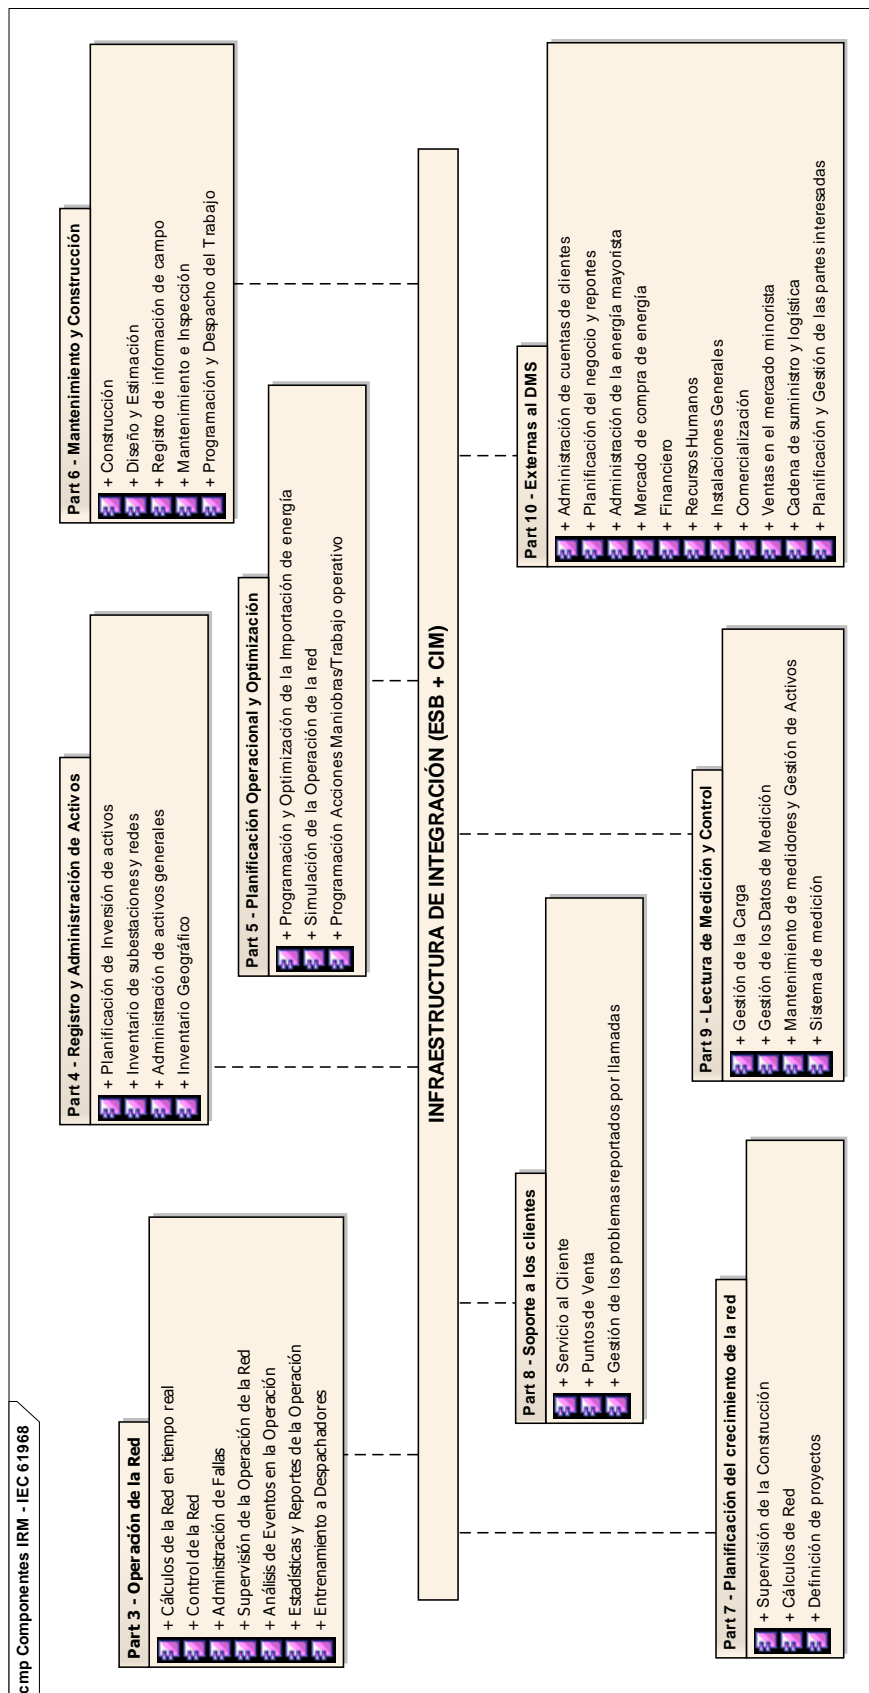 cmp Componentes IRM - IEC 61968
Part 3 - Operación de la Red
+ Cálculos de la Red en tiempo real
+ Control de la Red
+ Administración de Fallas
+ Supervisión de la Operación de la Red
+ Análisis de Eventos en la Operación
+ Estadísticas y Reportes de la Operación
+ Entrenamiento a Despachadores
Part 4 - Registro y Administración de Activos
+ Planificación de Inversión de activos
+ Inventario de subestaciones y redes
+ Administración de activos generales
+ Inventario Geográfico
Part 5 - Planificación Operacional y Optimización
+ Programación y Optimización de la Importación de energía
+ Simulación de la Operación de la red
+ Programación Acciones Maniobras/Trabajo operativo
Part 6 - Mantenimiento y Construcción
+ Construcción
+ Diseño y Estimación
+ Registro de información de campo
+ Mantenimiento e Inspección
+ Programación y Despacho del Trabajo
INFRAESTRUCTURA DE INTEGRACIÓN (ESB + CIM)
Part 7 - Planificación del crecimiento de la red
+ Supervisión de la Construcción
+ Cálculos de Red
+ Definición de proyectos
Part 8 - Soporte a los clientes
+ Servicio al Cliente
+ Puntos de Venta
+ Gestión de los problemas reportados por llamadas
Part 9 - Lectura de Medición y Control
+ Gestión de la Carga
+ Gestión de los Datos de Medición
+ Mantenimiento de medidores y Gestión de Activos
+ Sistema de medición
Part 10 - Externas al DMS
+ Administración de cuentas de clientes
+ Planificación del negocio y reportes
+ Administración de la energía mayorista
+ Mercado de compra de energía
+ Financiero
+ Recursos Humanos
+ Instalaciones Generales
+ Comercialización
+ Ventas en el mercado minorista
+ Cadena de suministro y logística
+ Planificación y Gestión de las partes interesadas